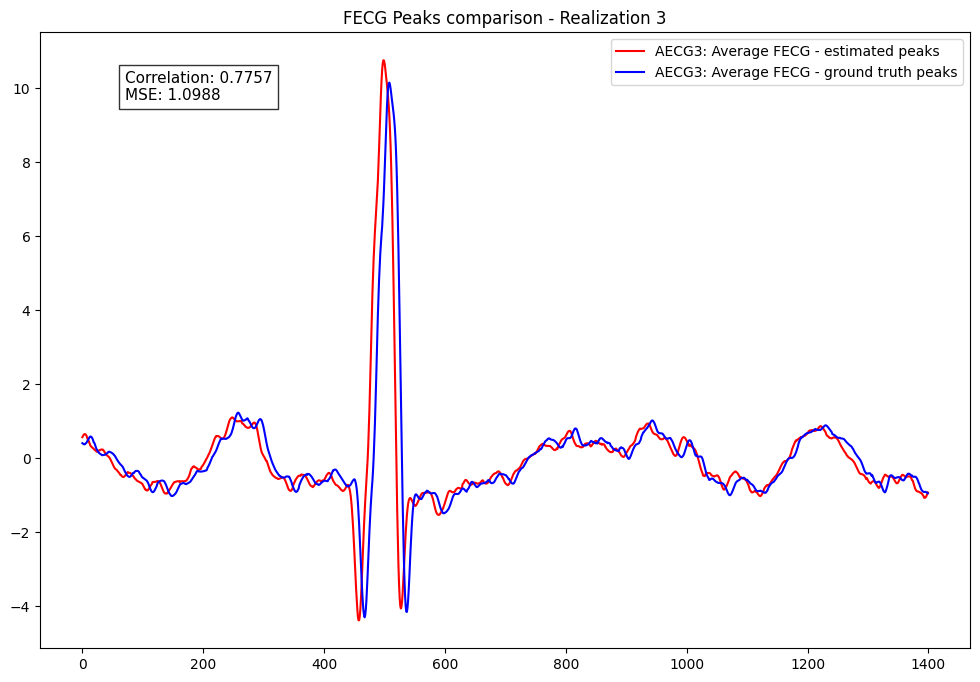 FECG Peaks comparison - Realization 3
AECG3: Average FECG - estimated peaks
AECG3: Average FECG - ground truth peaks
Correlation: 0.7757
MSE: 1.0988
10
8
6
4
2
0
−2
−4
0 200 400 600 800 1000 1200 1400